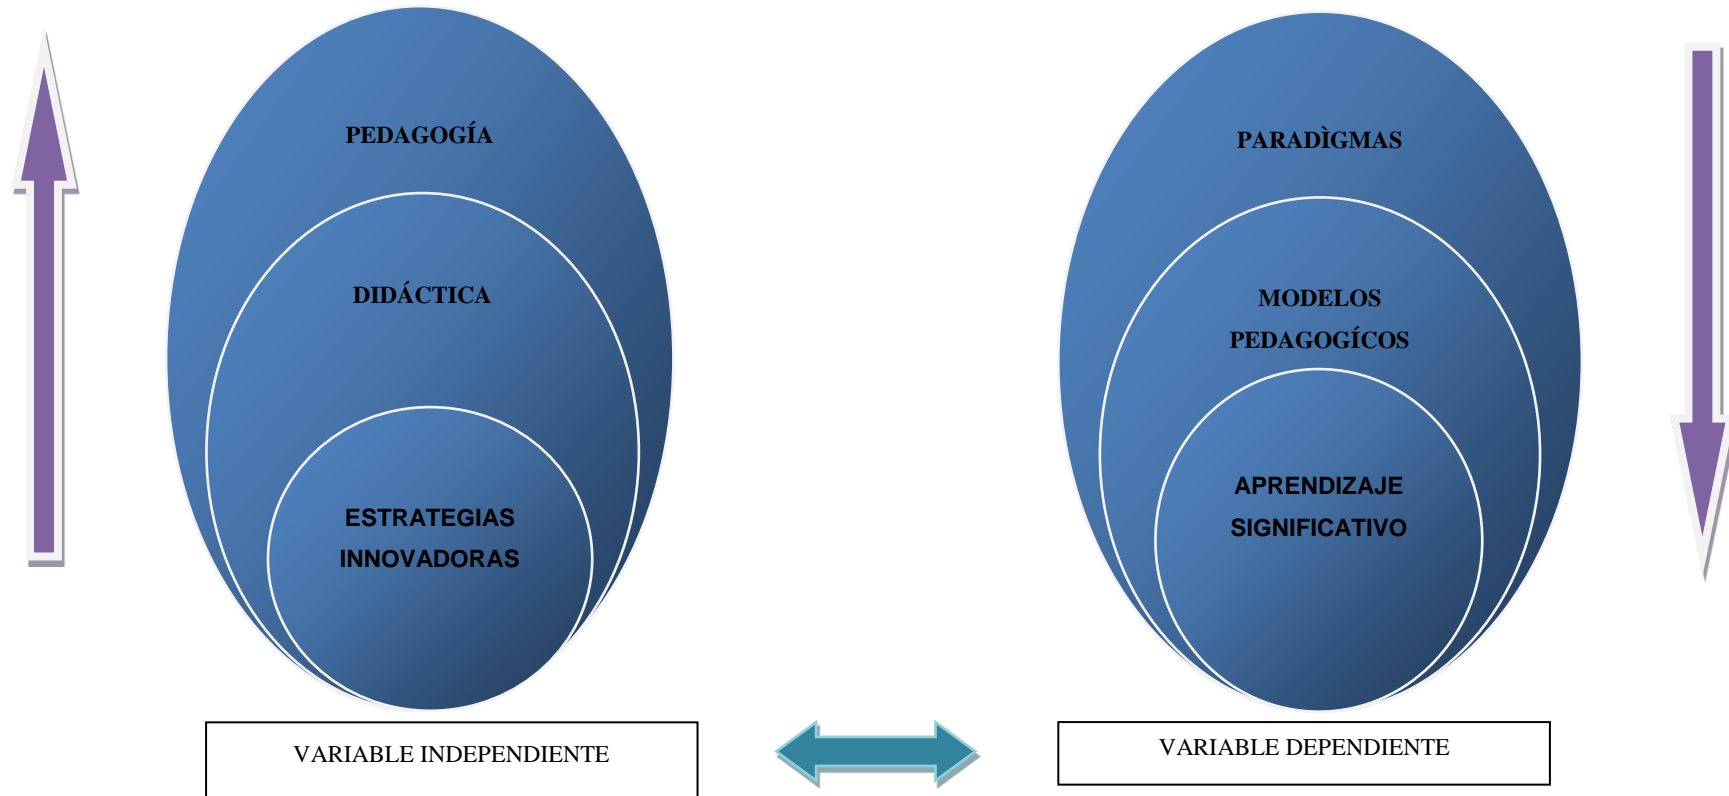 PEDAGOGÍA
DIDÁCTICA
ESTRATEGIAS
INNOVADORAS
VARIABLE INDEPENDIENTE
PARADÌGMAS
MODELOS
PEDAGOGÍCOS
APRENDIZAJE
SIGNIFICATIVO
VARIABLE DEPENDIENTE